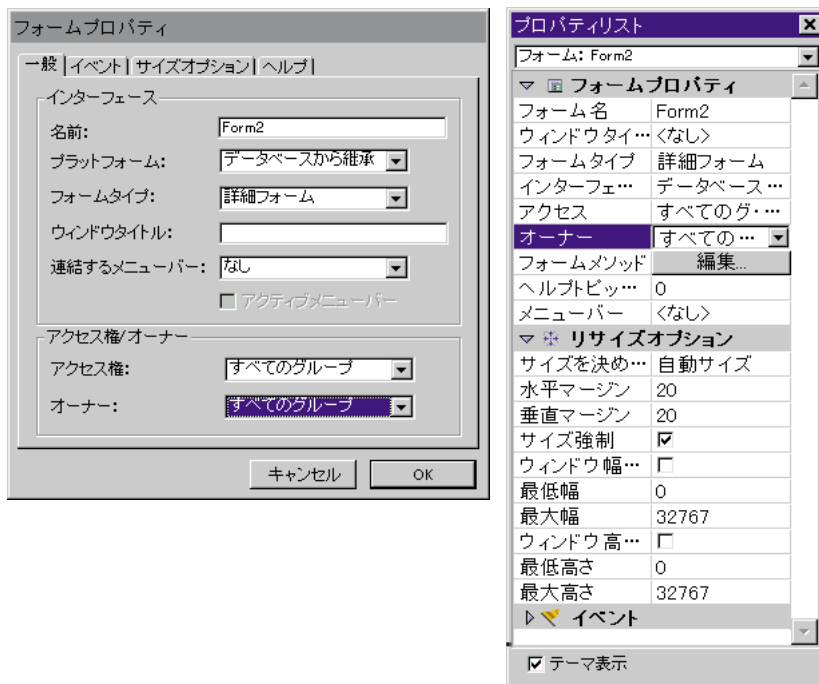 フォームプロパティ
一般 イベント サイズオプション ヘルプ
インターフェース
名前: Form2
プラットフォーム: データベースから継承
フォームタイプ: 詳細フォーム
ウィンドウタイトル:
連結するメニューバー: なし
アクティブメニューバー
アクセス権/オーナー
アクセス権: すべてのグループ
オーナー: すべてのグループ
キャンセル OK
プロパティリスト
フォーム: Form2
フォームプロパティ
フォーム名 Form2
ウィンドウタイ… <なし>
フォームタイプ 詳細フォーム
インターフェ… データベース…
アクセス すべてのグ・…
オーナー すべての…
フォームメソッド 編集...
ヘルプトピッ… 0
メニューバー <なし>
リサイズオプション
サイズを決め… 自動サイズ
水平マージン 20
垂直マージン 20
サイズ強制
ウィンドウ幅…
最低幅 0
最大幅 32767
ウィンドウ高…
最低高さ 0
最大高さ 32767
イベント
テーマ表示